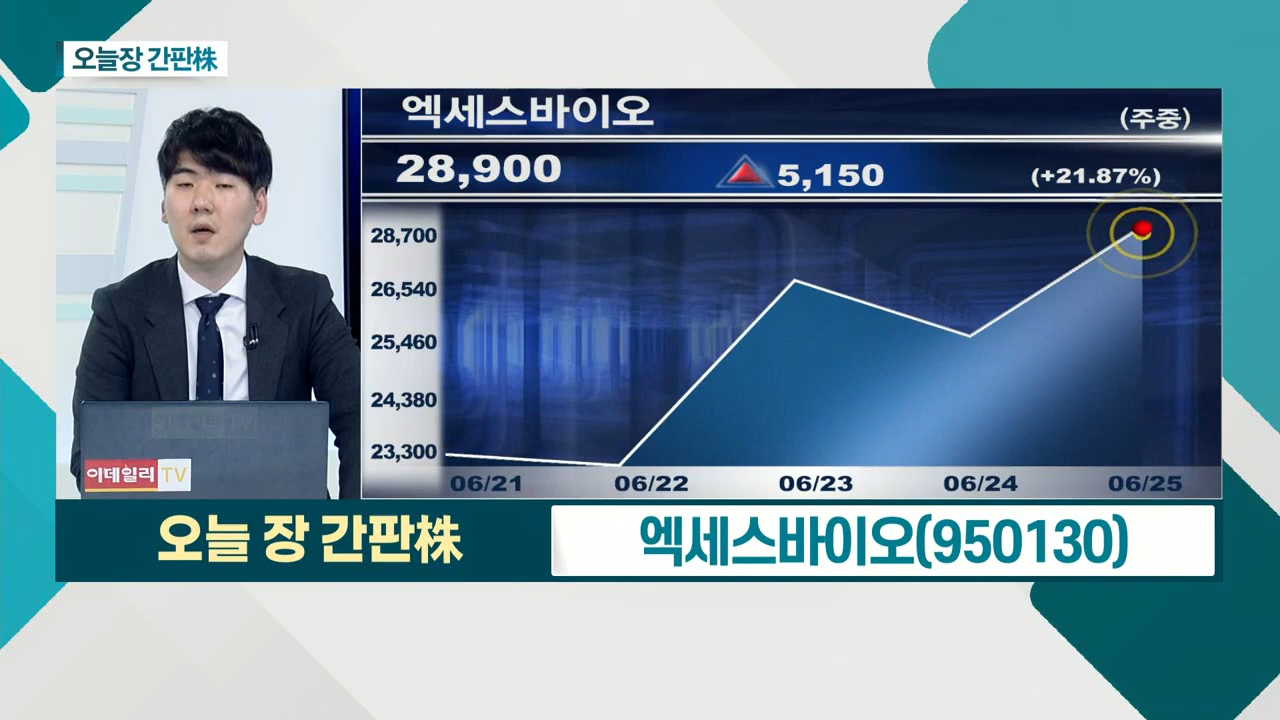 오늘장 간판株
엑세스바이오
(주중)
28,900
5,150
(+21.87%)
28,700
26,540
25,460
24,380
23,300
06/21 06/22 06/23 06/24 06/25
이데일리 TV
오늘 장 간판株
엑세스바이오(950130)